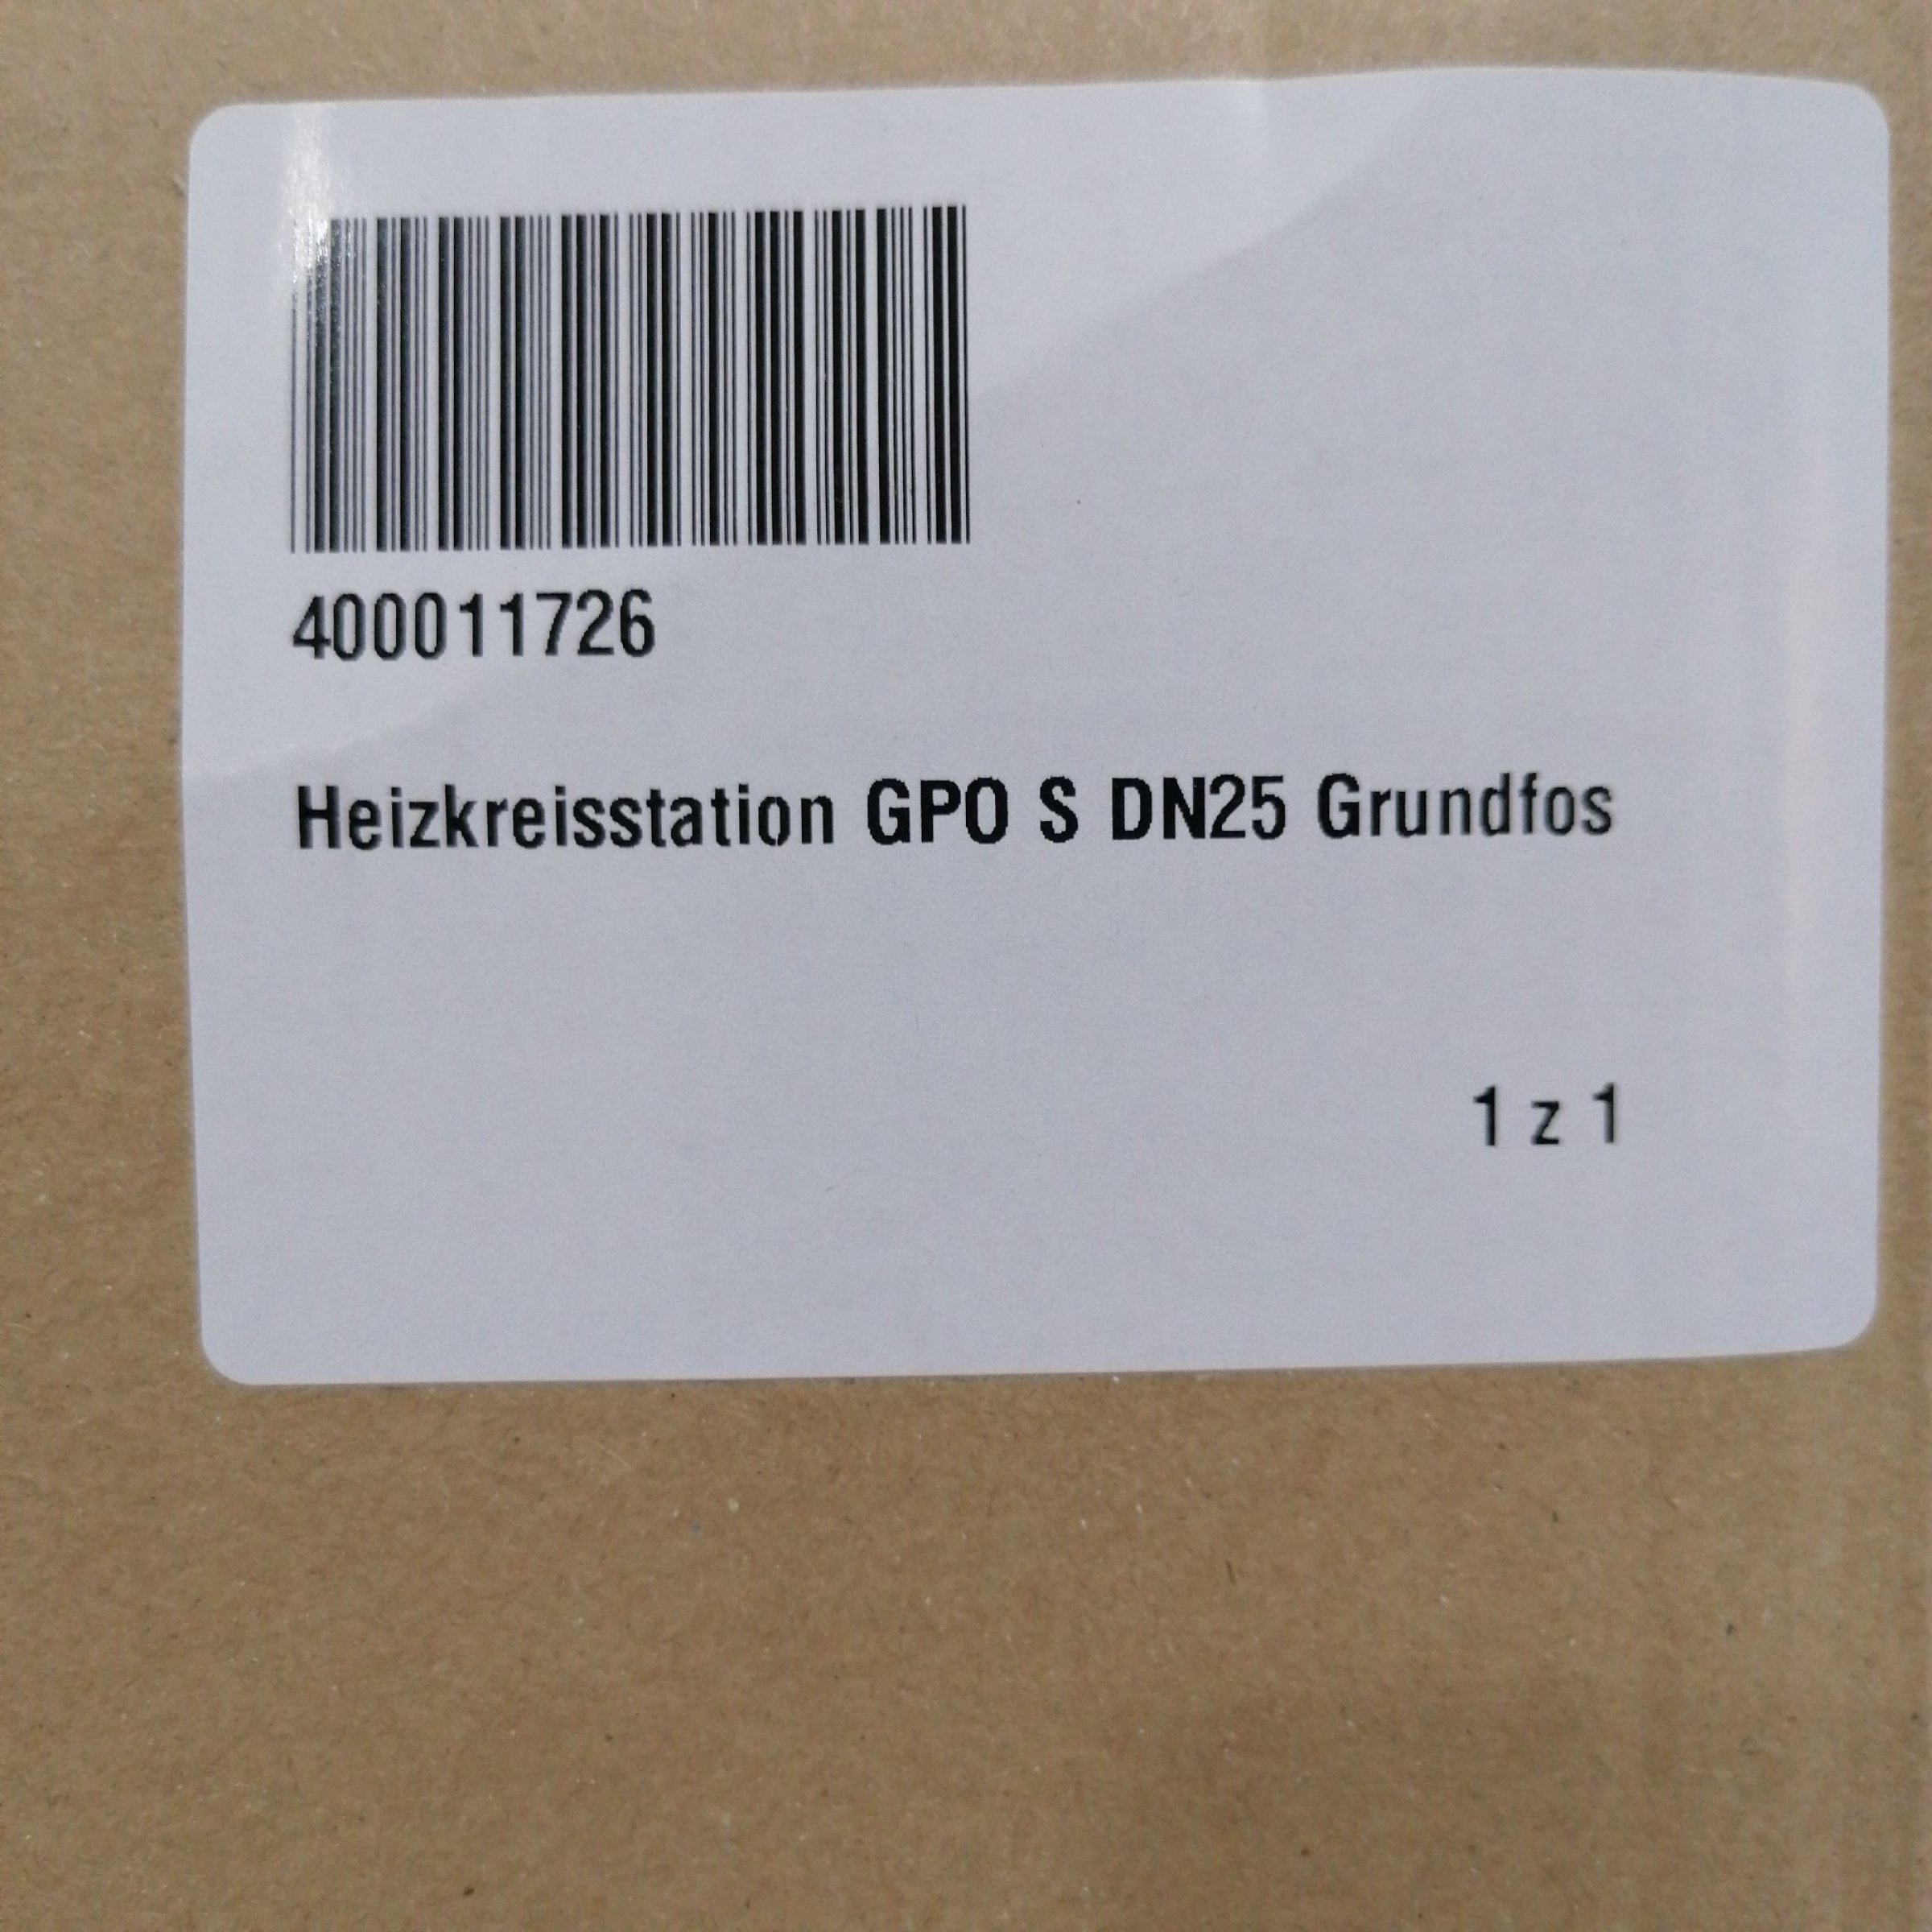 400011726
Heizkreisstation GPO S DN25 Grundfos
1 z 1